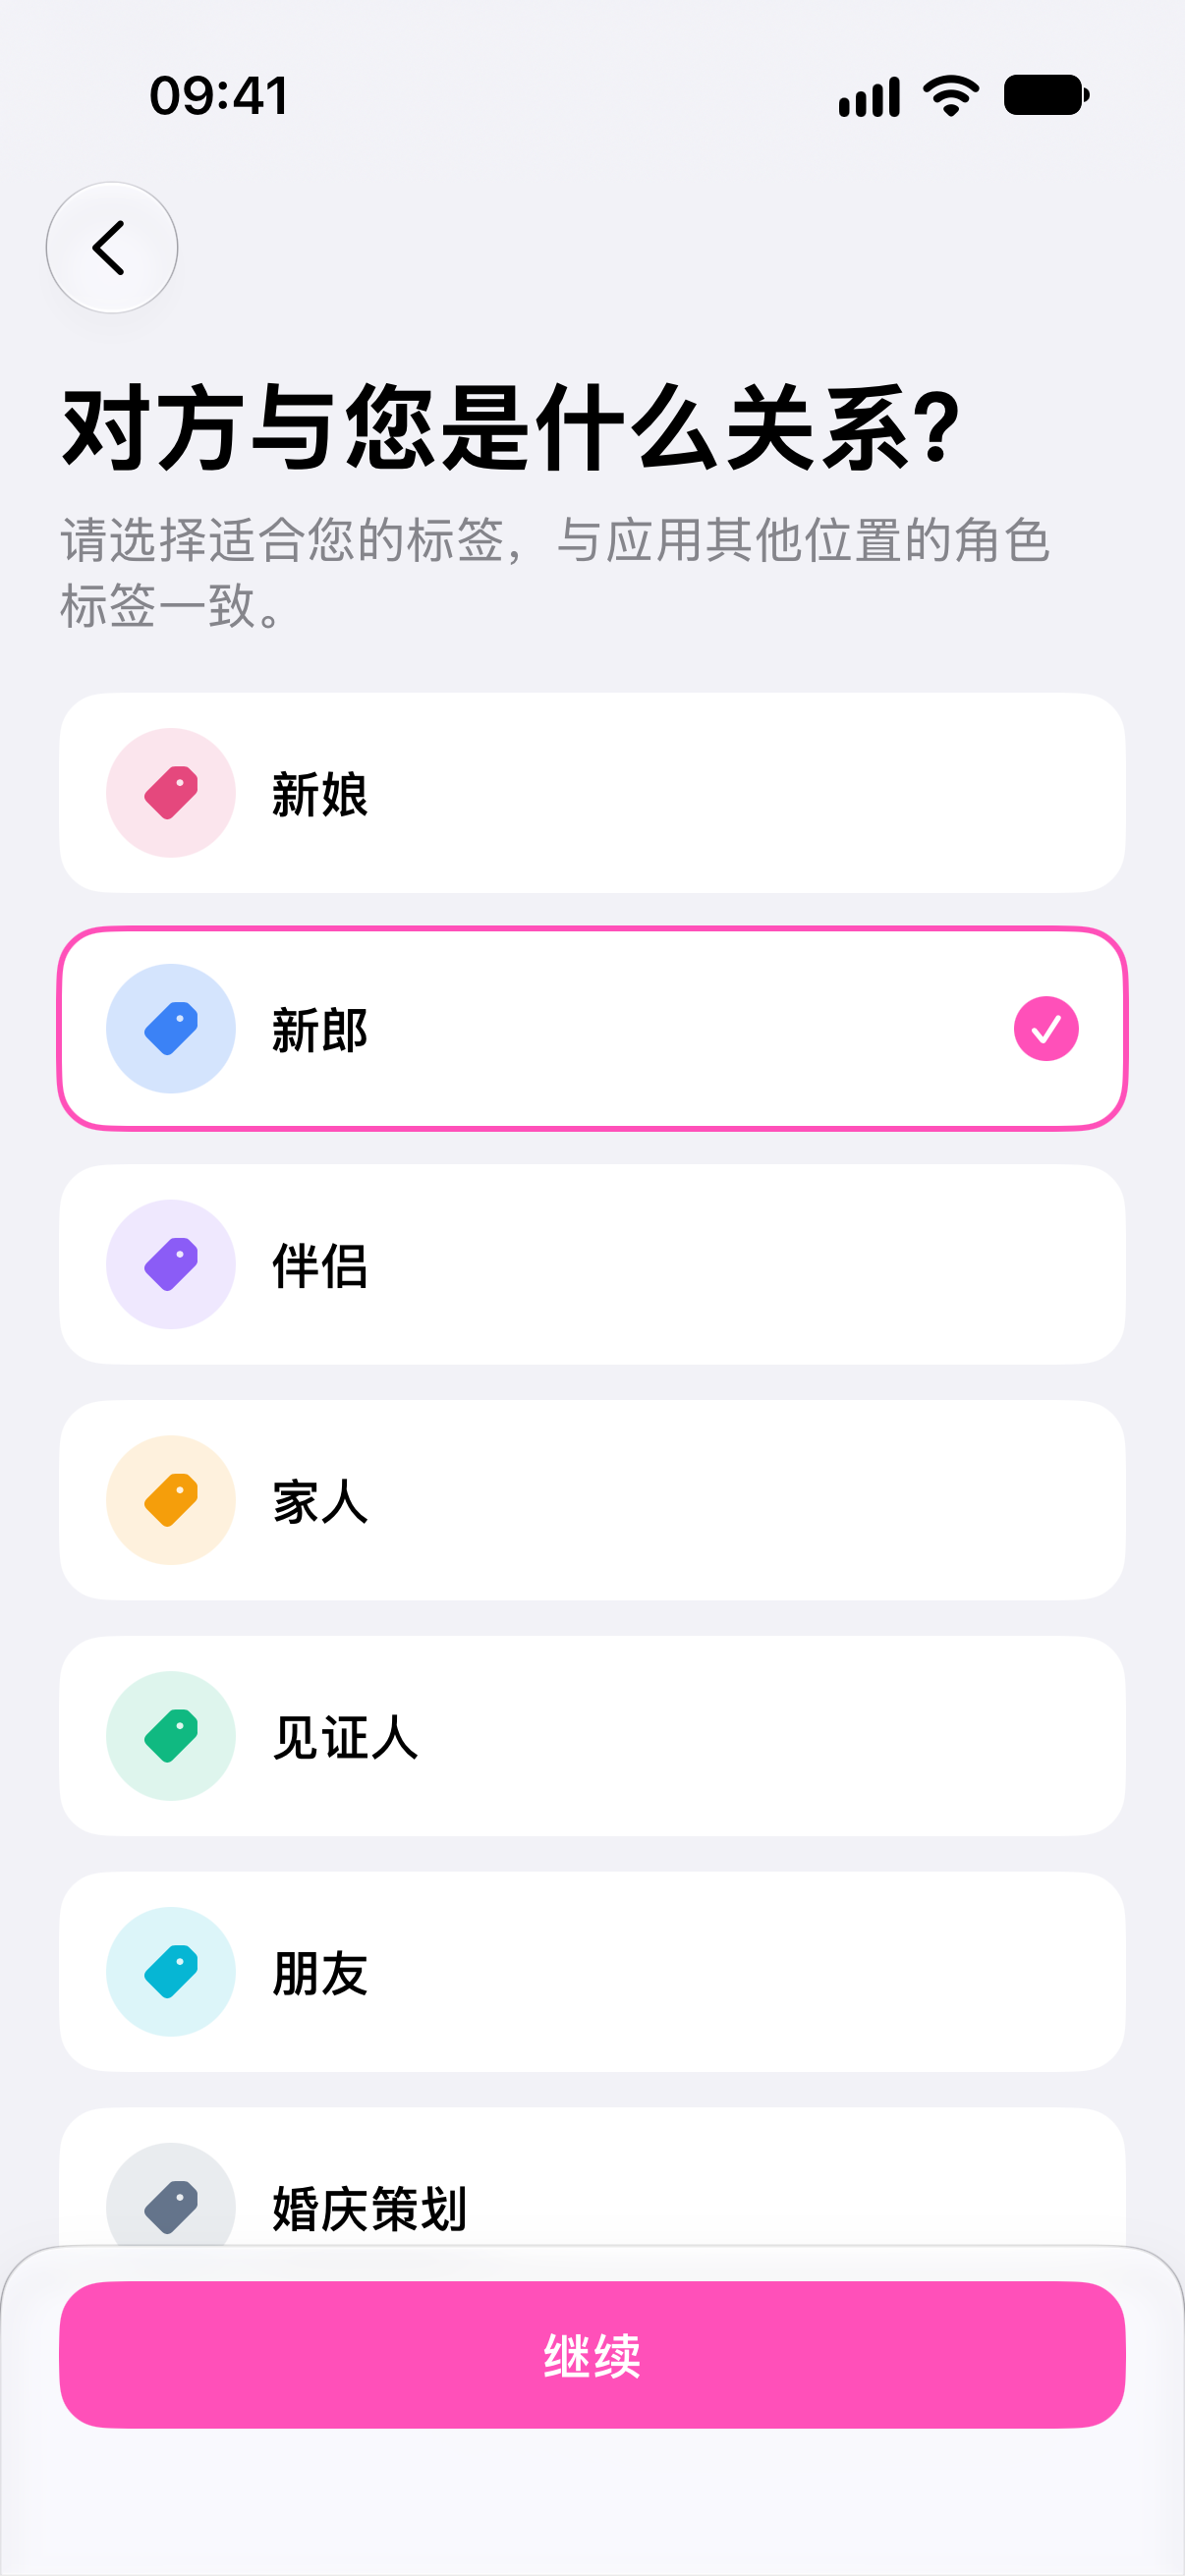 09:41
对方与您是什么关系?
请选择适合您的标签，与应用其他位置的角色
标签一致。
新娘
新郎
伴侣
家人
见证人
朋友
婚庆策划
继续